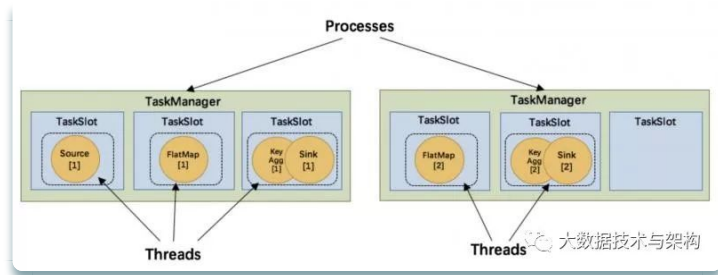 Processes
TaskManager
TaskSlot
Source
[1]
TaskSlot
FlatMap
[1]
TaskSlot
Key
Agg
[1]
Sink
[1]
Threads
TaskManager
TaskSlot
FlatMap
[2]
TaskSlot
Key
Agg
[2]
Sink
[2]
TaskSlot
Threads
大数据技术与架构